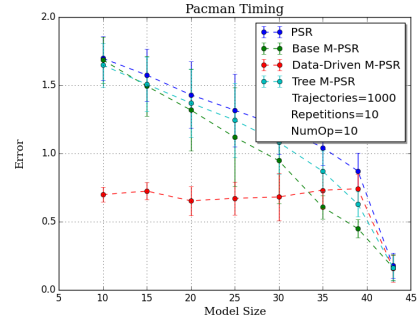 Pacman Timing
2.0
1.5
1.0
0.5
0.0
Error
PSR
Base M-PSR
Data-Driven M-PSR
Tree M-PSR
Trajectories=1000
Repetitions=10
NumOp=10
5 10 15 20 25 30 35 40 45
Model Size